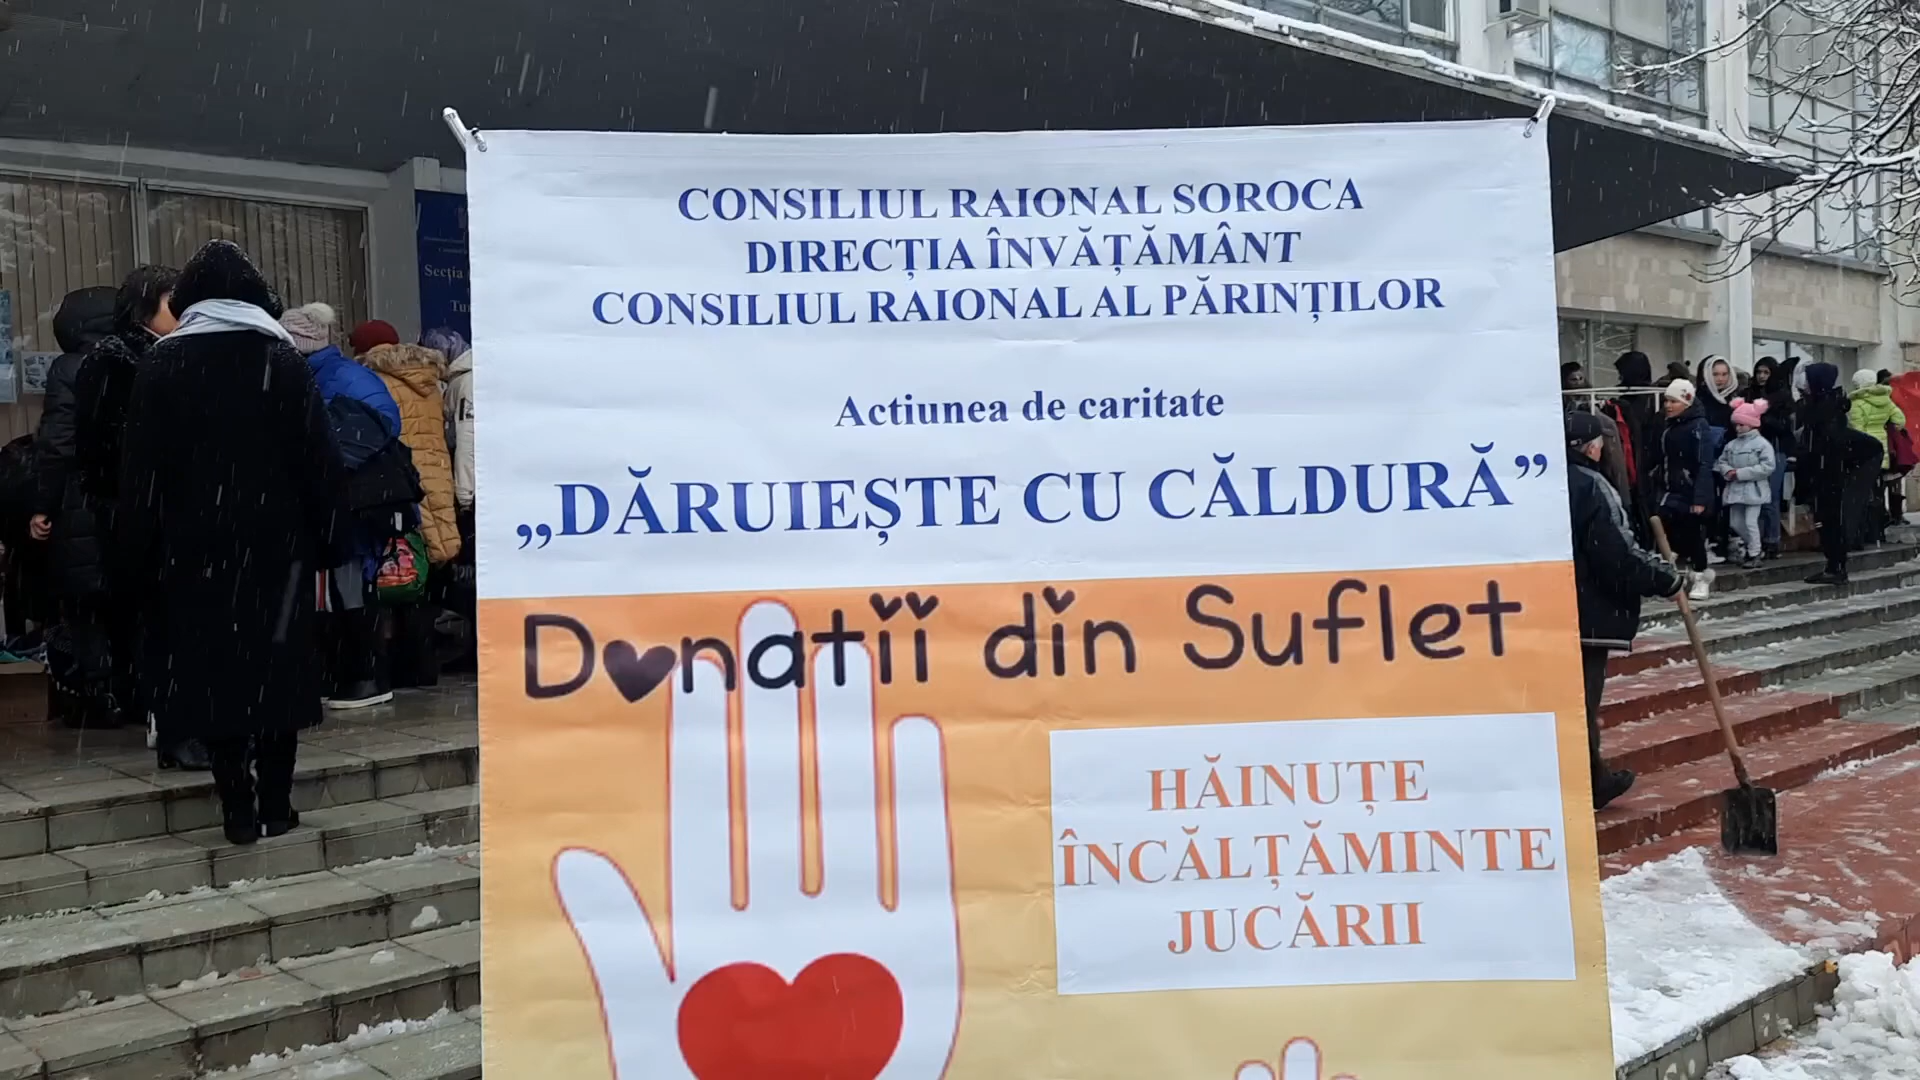 CONSILIUL RAIONAL SOROCA
DIRECȚIA ÎNVĂȚĂMÂNT
CONSILIUL RAIONAL AL PĂRINȚILOR
Actiunea de caritate
„DĂRUIEȘTE CU CĂLDURĂ”
Donatii din Suflet
HĂINUȚE
ÎNCĂLȚĂMINTE
JUCĂRII
Secția